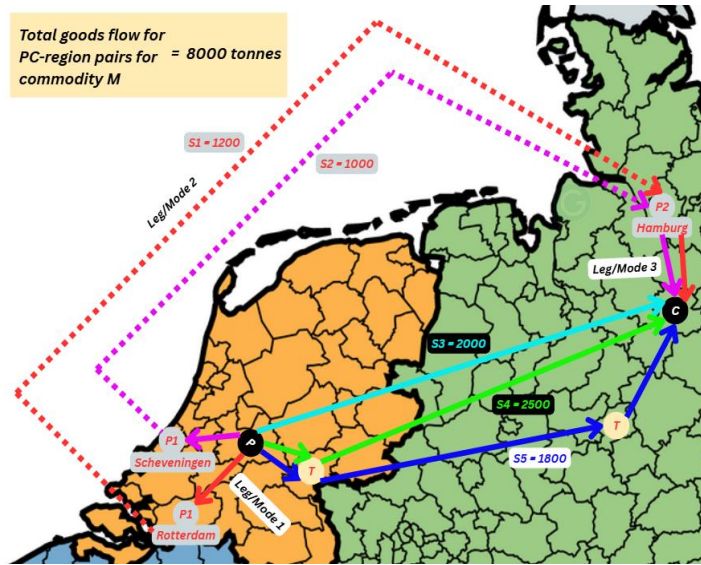 Total goods flow for
PC-region pairs for = 8000 tonnes
commodity M
S1 = 1200
S2 = 1000
Leg/Mode 2
P2
Hamburg
Leg/Mode 3
C
S3 = 2000
S4 = 2500
P1
P
Scheveningen
T
T
S5 = 1800
Leg/Mode 1
P1
Rotterdam